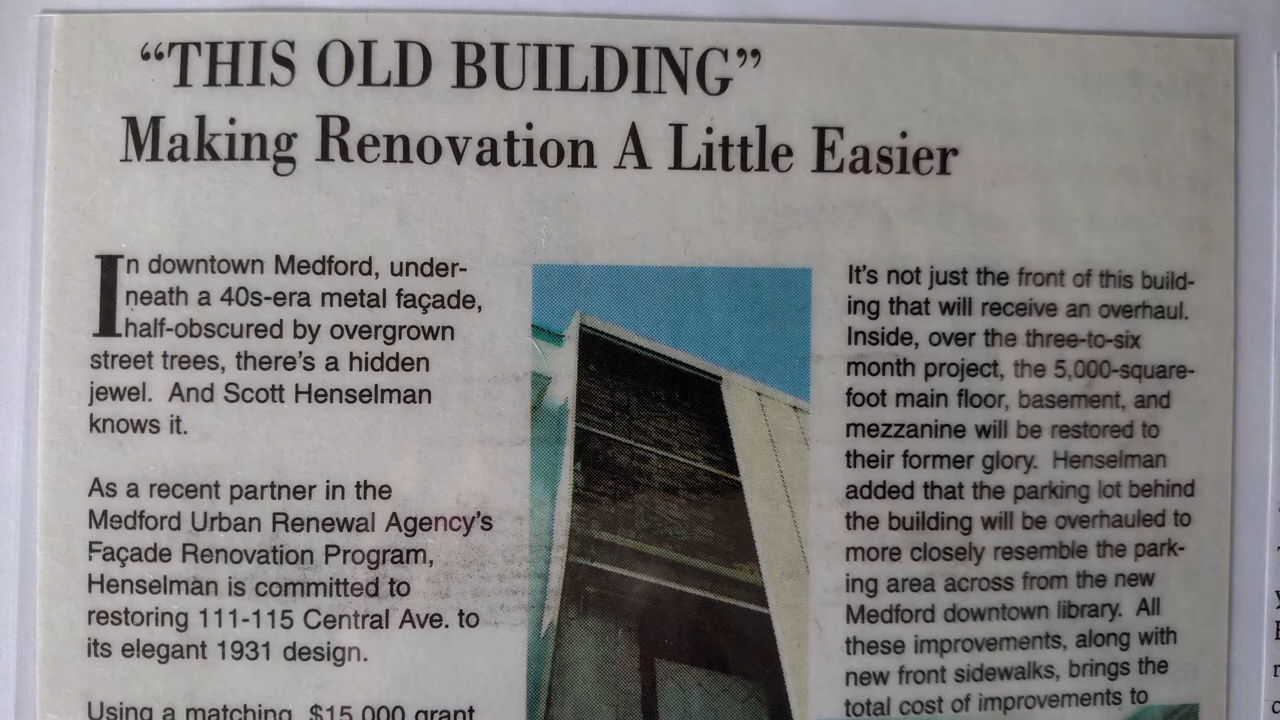 “THIS OLD BUILDING”
Making Renovation A Little Easier
In downtown Medford, under-
neath a 40s-era metal façade,
half-obscured by overgrown
street trees, there’s a hidden
jewel.  And Scott Henselman
knows it.
As a recent partner in the
Medford Urban Renewal Agency’s
Façade Renovation Program,
Henselman is committed to
restoring 111-115 Central Ave. to
its elegant 1931 design.
Using a matching  $15,000 grant
It’s not just the front of this build-
ing that will receive an overhaul.
Inside, over the three-to-six
month project, the 5,000-square-
foot main floor, basement, and
mezzanine will be restored to
their former glory.  Henselman
added that the parking lot behind
the building will be overhauled to
more closely resemble the park-
ing area across from the new
Medford downtown library.  All
these improvements, along with
new front sidewalks, brings the
total cost of improvements to